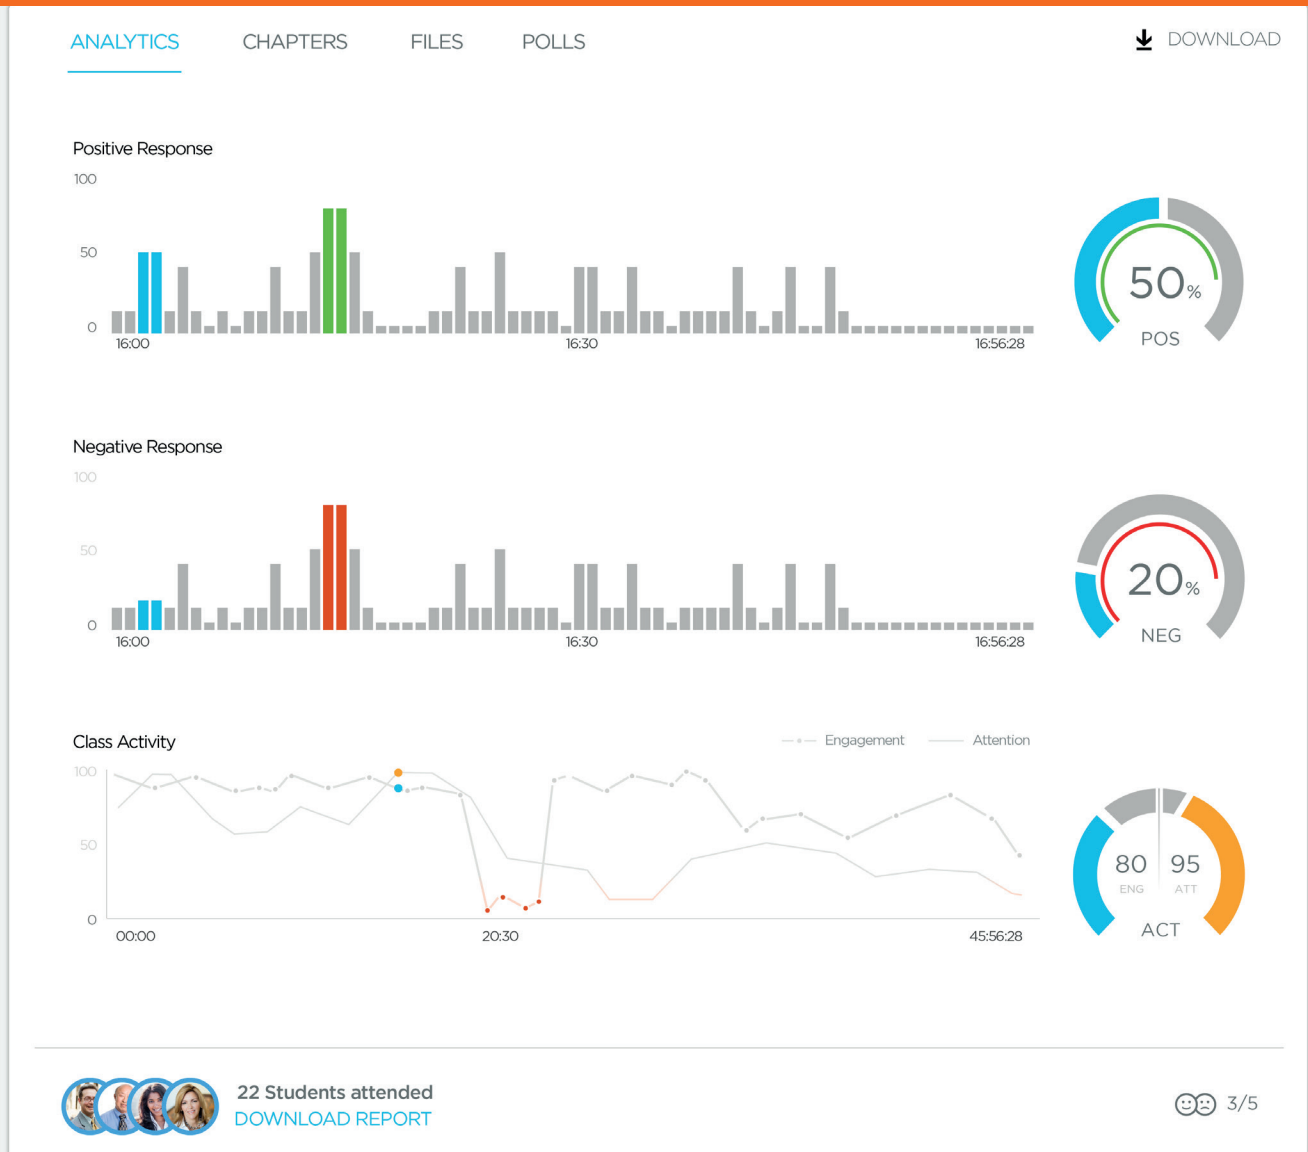 ANALYTICS CHAPTERS FILES POLLS DOWNLOAD
Positive Response
100
50
0
16:00 16:30 16:56:28
50%
POS
Negative Response
100
50
0
16:00 16:30 16:56:28
20%
NEG
Class Activity
Engagement Attention
100
50
0
00:00 20:30 45:56:28
80 95
ENG ATT
ACT
22 Students attended
DOWNLOAD REPORT
3/5